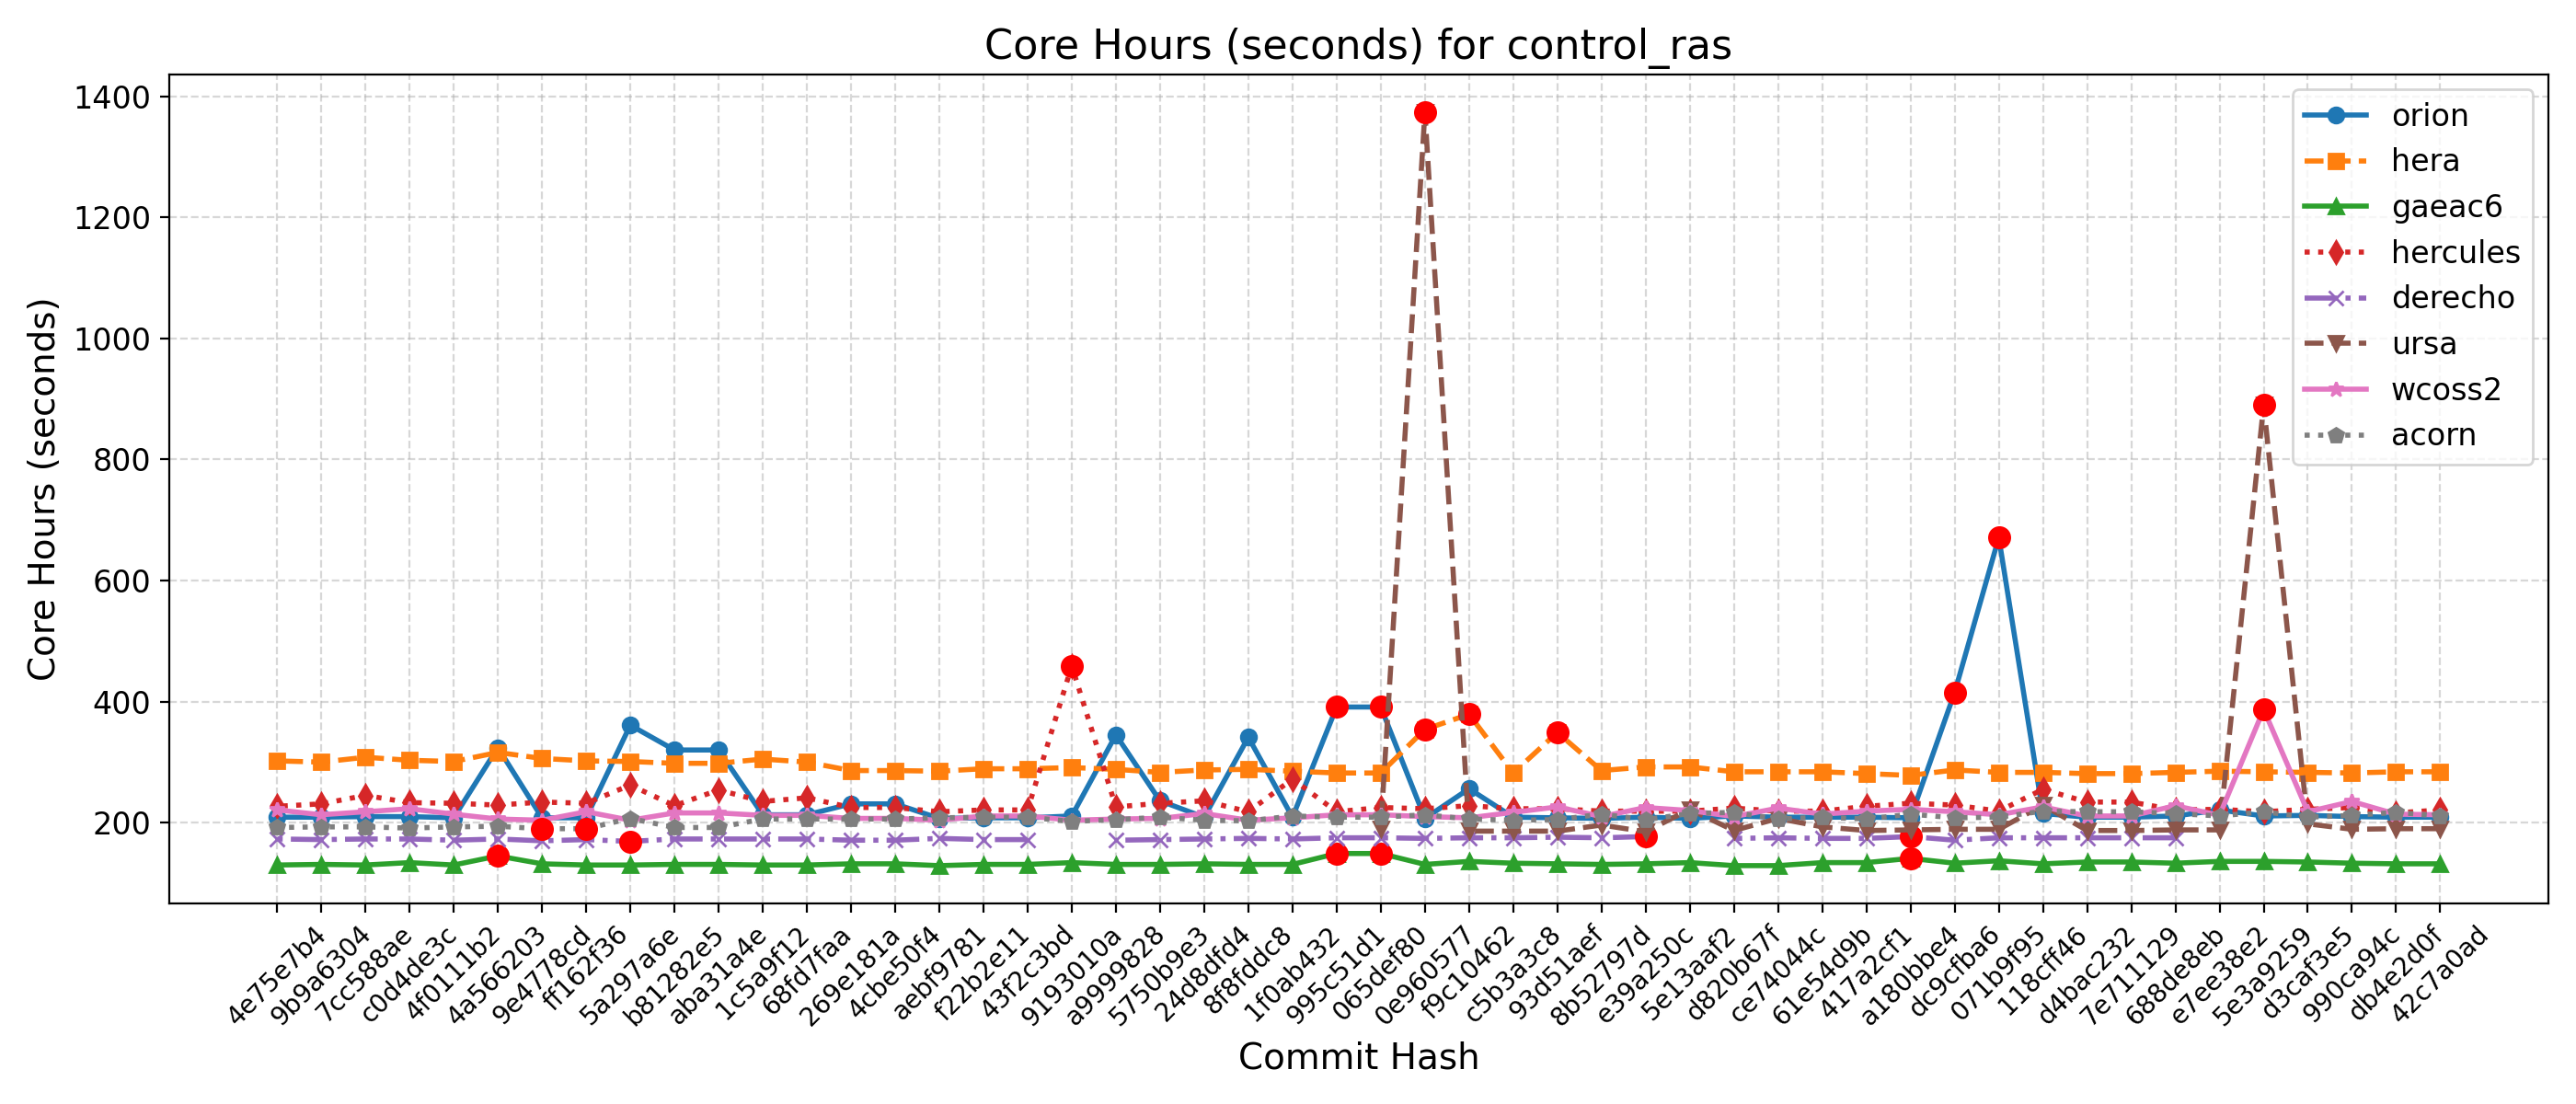 Core Hours (seconds) for control_ras
Core Hours (seconds)
1400
1200
1000
800
600
400
200
orion
hera
gaeac6
hercules
derecho
ursa
wcoss2
acorn
4e75e7b4
9b9a6304
7cc588ae
c0d4de3c
4f0111b2
4a566203
9e4778cd
ff162f36
5a297a6e
b81282e5
aba31a4e
1c5a9f12
68fd7faa
269e181a
4cbe50f4
aebf9781
f22b2e11
43f2c3bd
9193010a
a9999828
5750b9e3
24d8dfd4
8f8fddc8
1f0ab432
995c51d1
065def80
0e960577
f9c10462
c5b3a3c8
93d51aef
8b52797d
e39a250c
5e13aaf2
d820b67f
ce74044c
61e54d9b
417a2cf1
a180bbe4
dc9cfba6
071b9f95
118cff46
d4bac232
7e711129
688de8eb
e7ee38e2
5e3a9259
d3caf3e5
990ca94c
db4e2d0f
42c7a0ad
Commit Hash